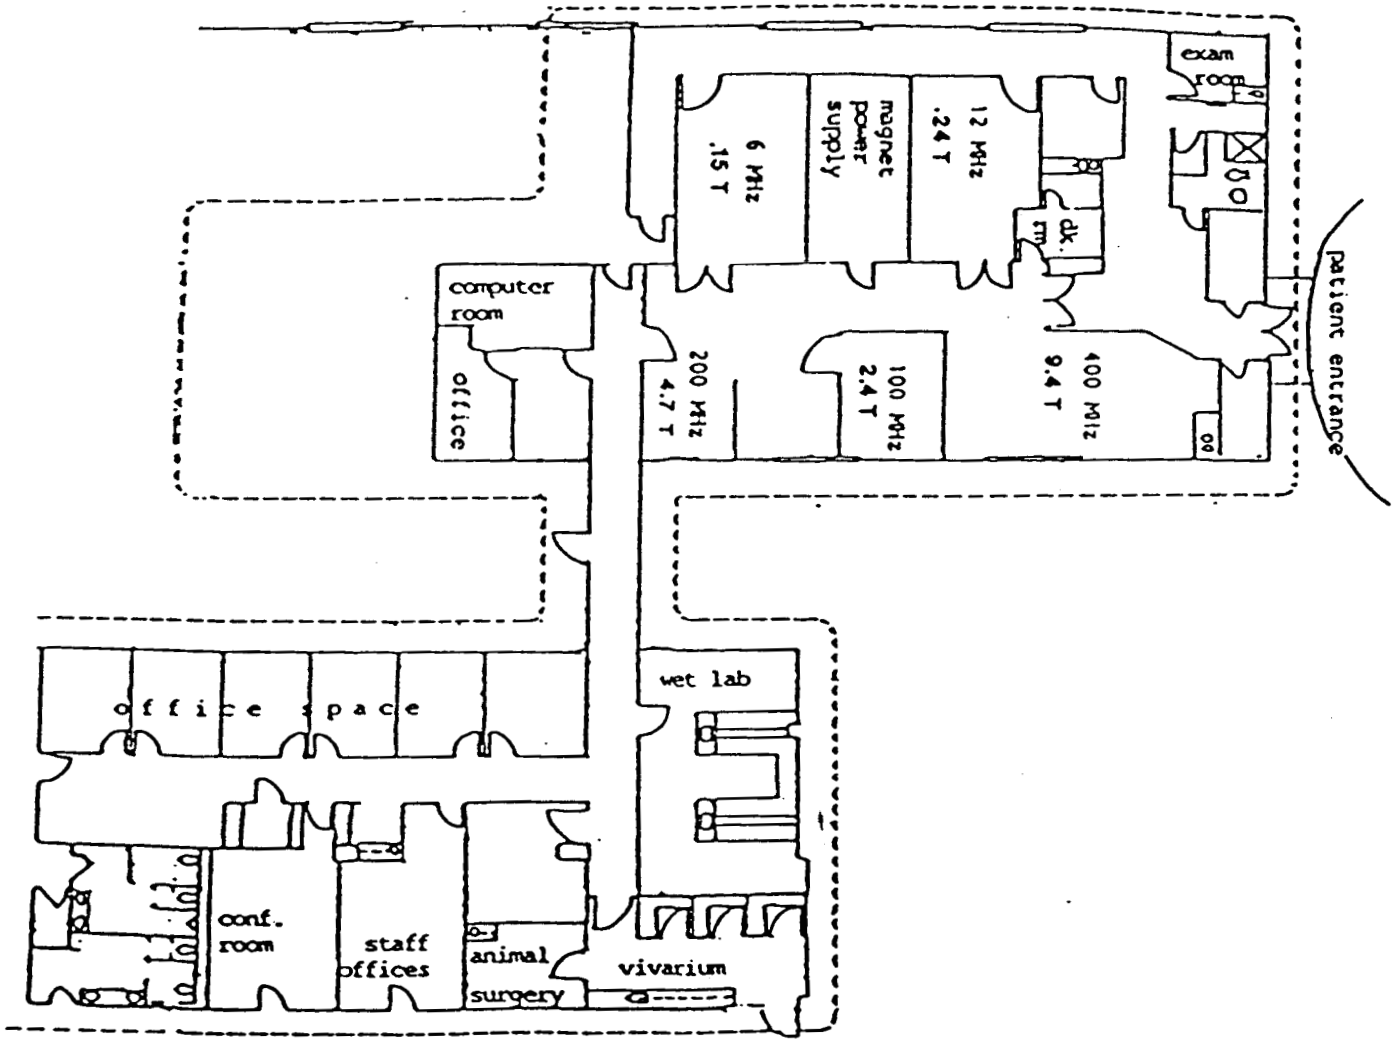 exam
room
6 MHz
.15 T
magnet
power
supply
12 MHz
.24 T
dk.
rm
patient entrance
computer
room
office
200 MHz
4.7 T
100 MHz
2.4 T
400 MHz
9.4 T
office space
wet lab
conf.
room
staff
offices
animal
surgery
vivarium